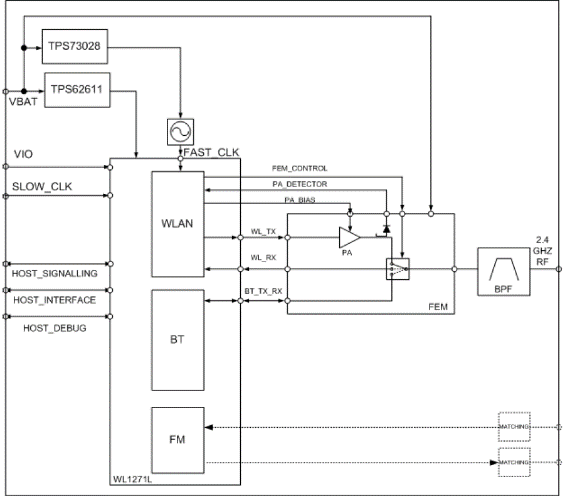 TPS73028
TPS62611
VBAT
FAST_CLK
VIO
SLOW_CLK
FEM_CONTROL
PA_DETECTOR
PA_BIAS
WLAN
WL_TX
PA
2.4
GHZ
RF
WL_RX
HOST_SIGNALLING
BPF
HOST_INTERFACE
BT_TX_RX
FEM
HOST_DEBUG
BT
FM
MATCHING
MATCHING
WL1271L